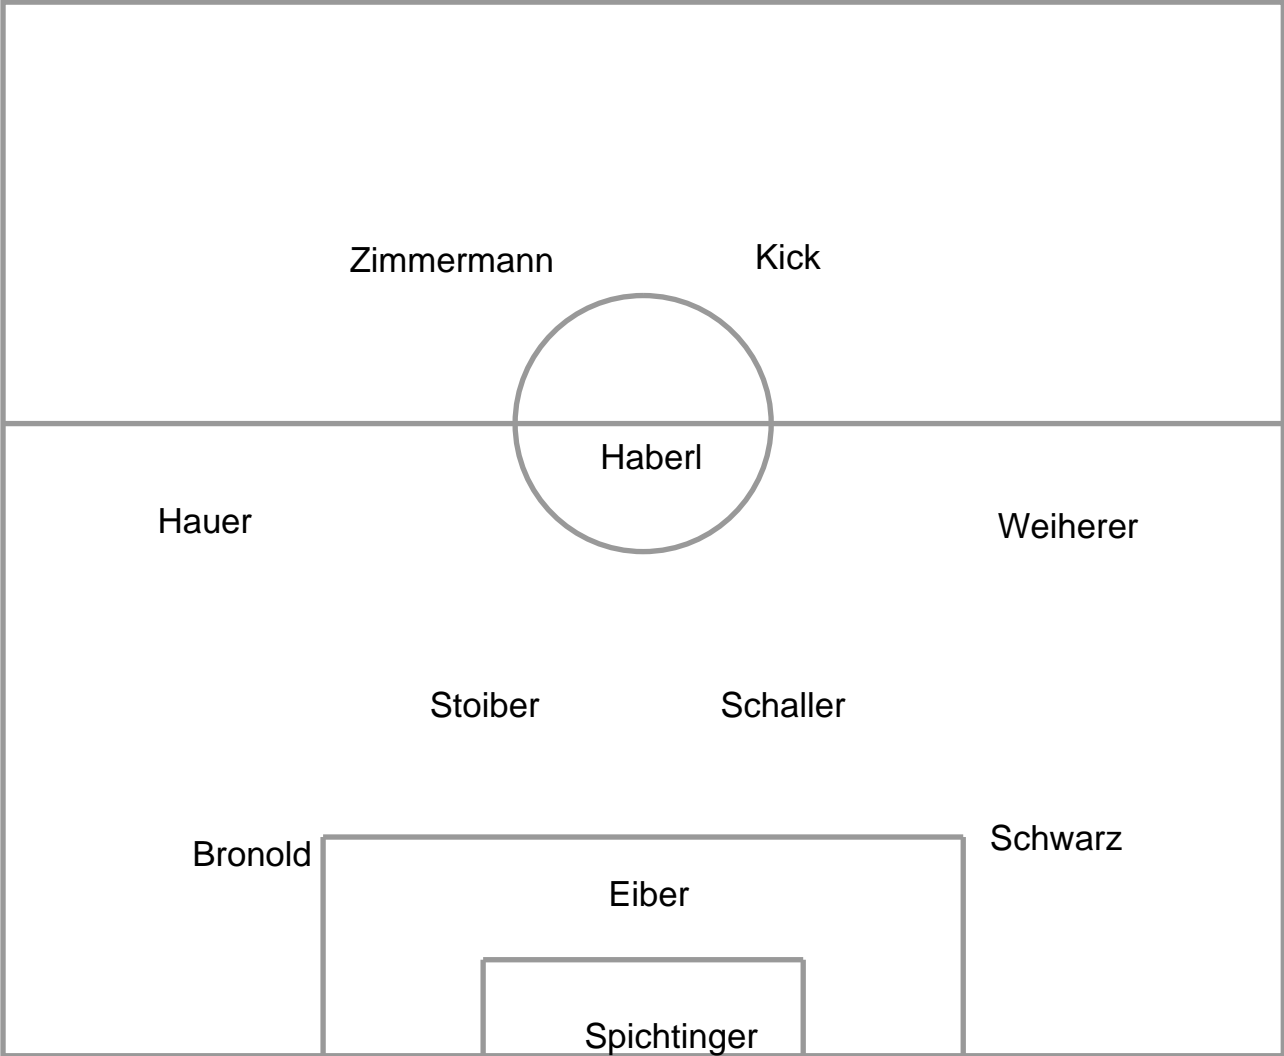 Zimmermann
Kick
Haberl
Hauer
Weiherer
Stoiber
Schaller
Bronold
Schwarz
Eiber
Spichtinger